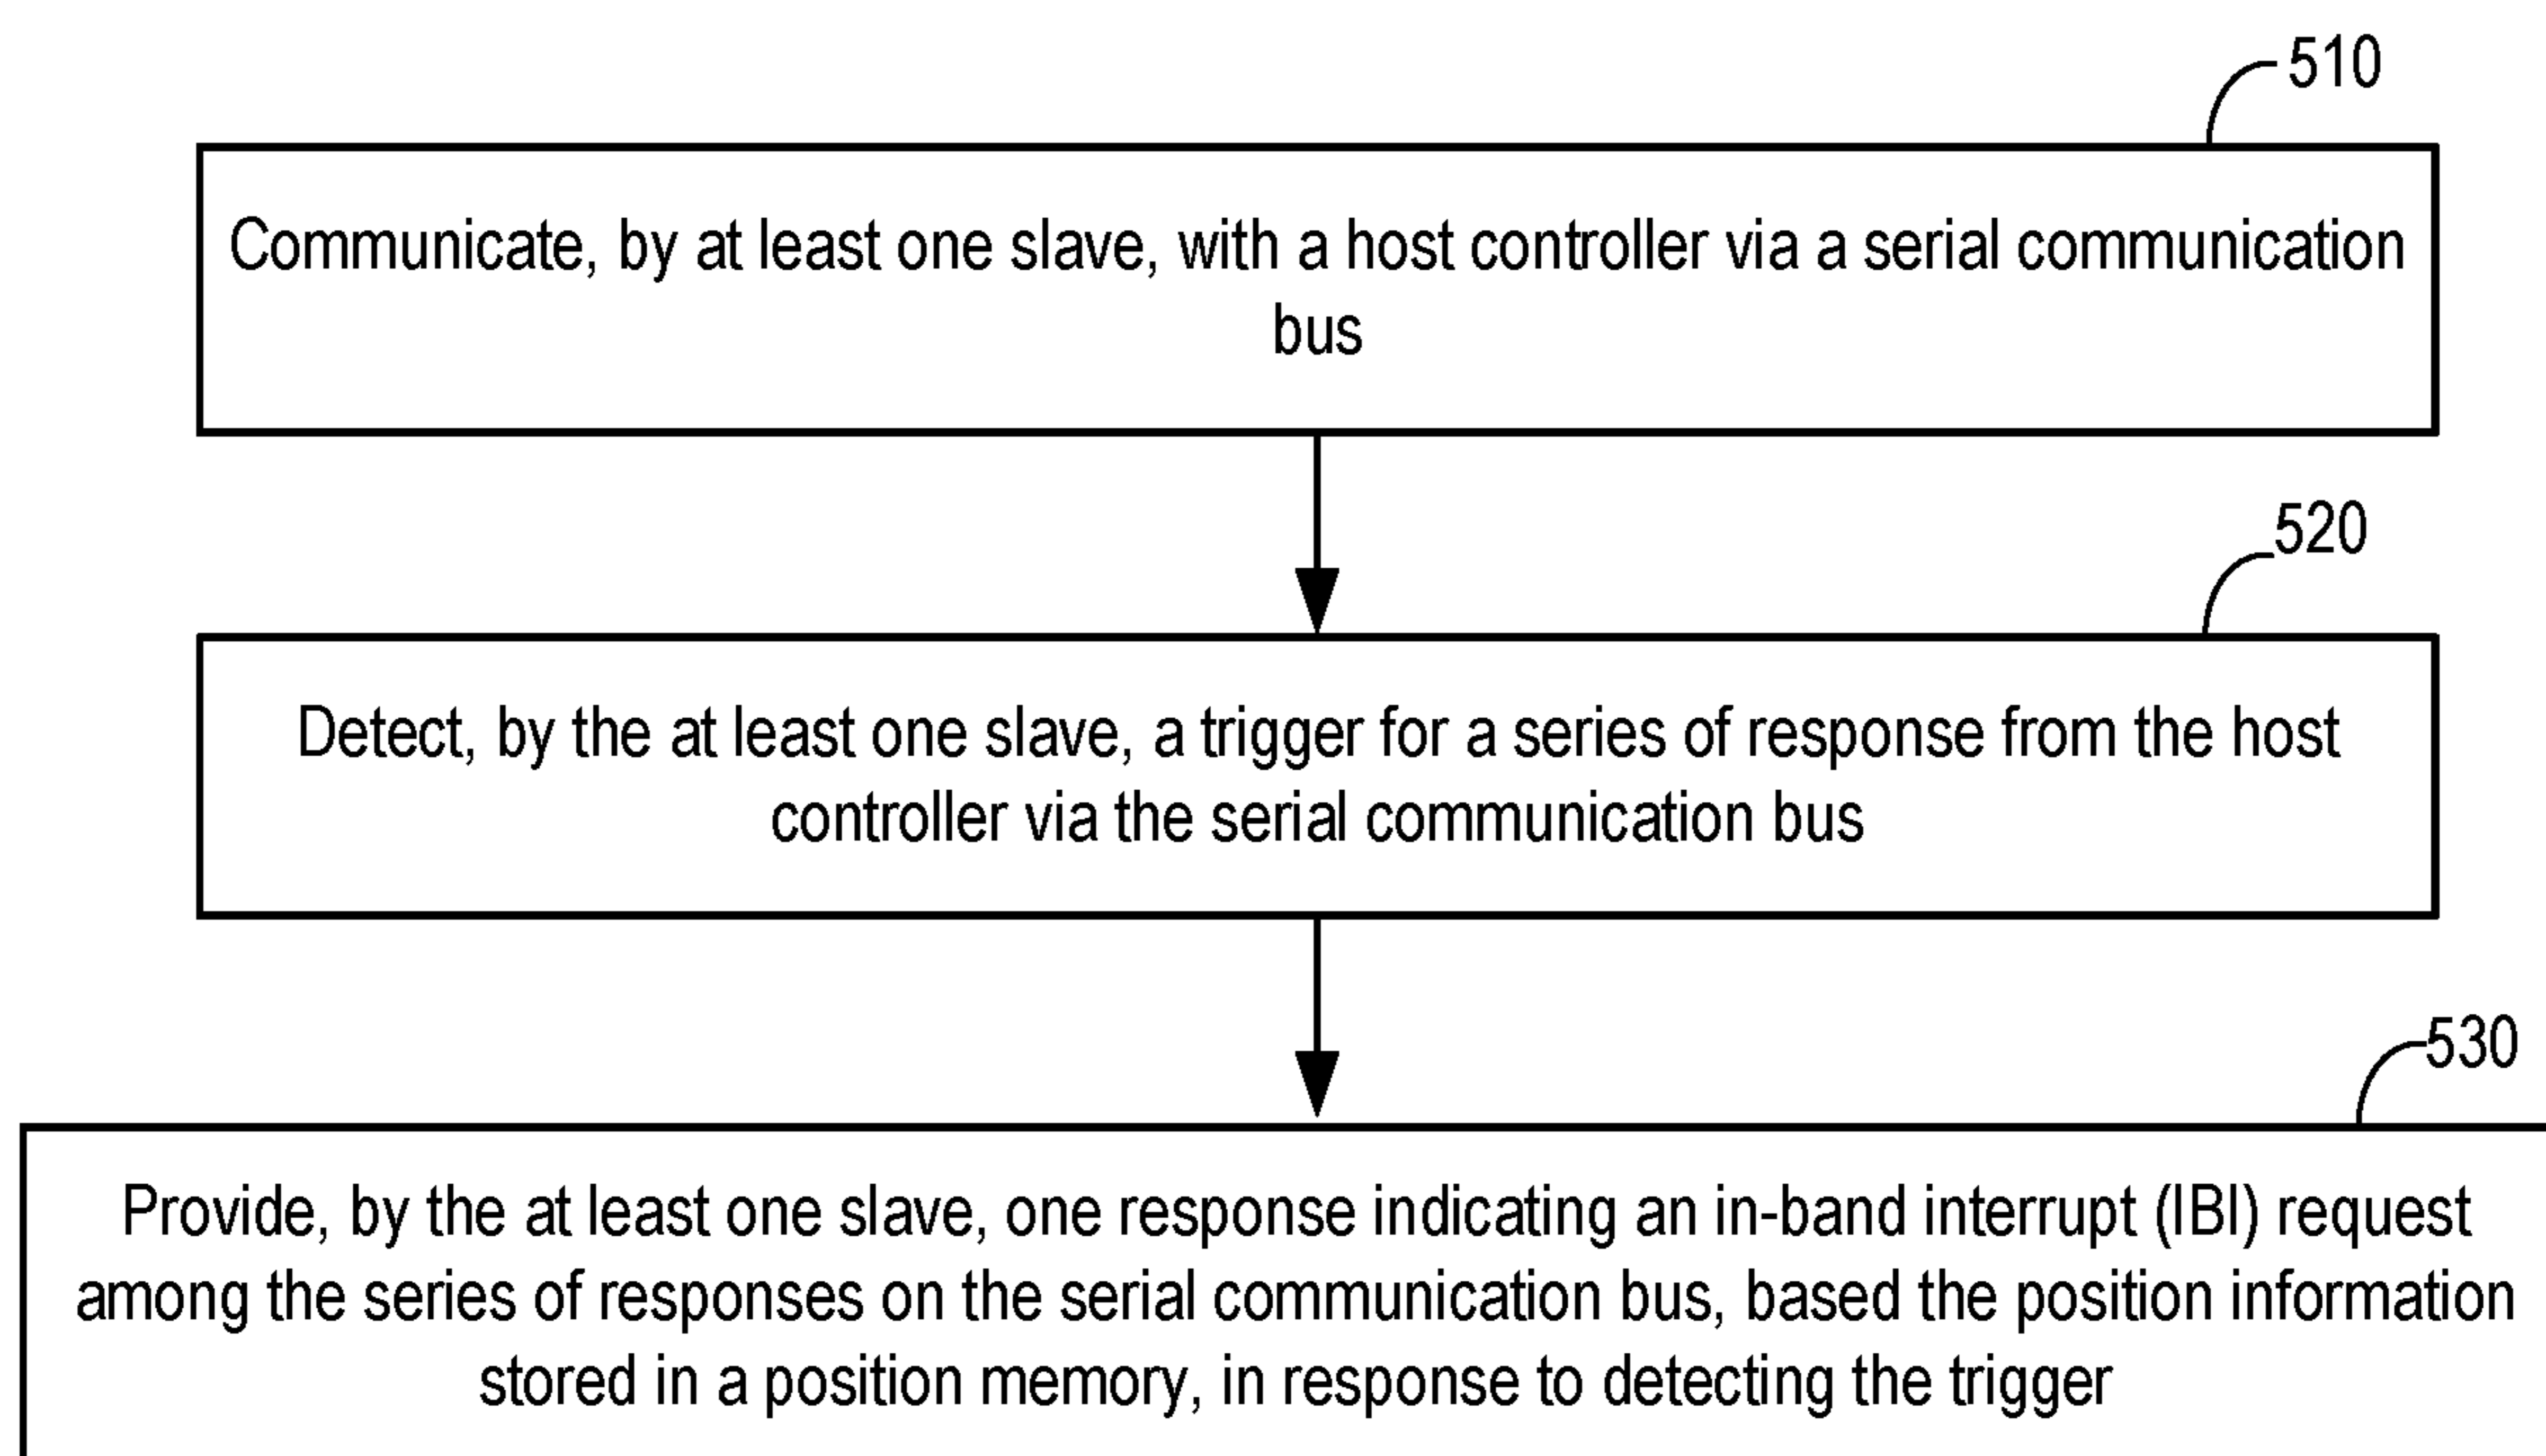 510
Communicate, by at least one slave, with a host controller via a serial communication
bus
520
Detect, by the at least one slave, a trigger for a series of response from the host
controller via the serial communication bus
530
Provide, by the at least one slave, one response indicating an in-band interrupt (IBI) request
among the series of responses on the serial communication bus, based the position information
stored in a position memory, in response to detecting the trigger